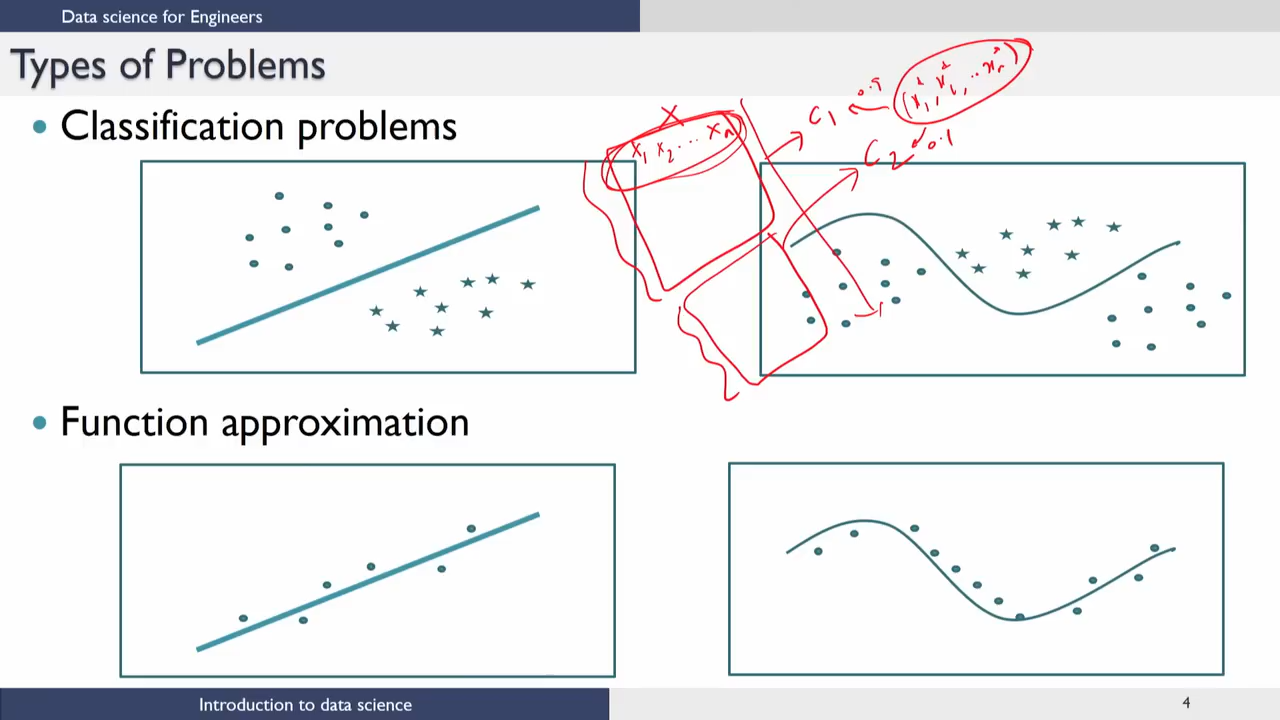 Data science for Engineers
Types of Problems
• Classification problems
X
x₁ x₂ ... xₙ
C₁
0.9
C₂
0.1
• Function approximation
Introduction to data science
4